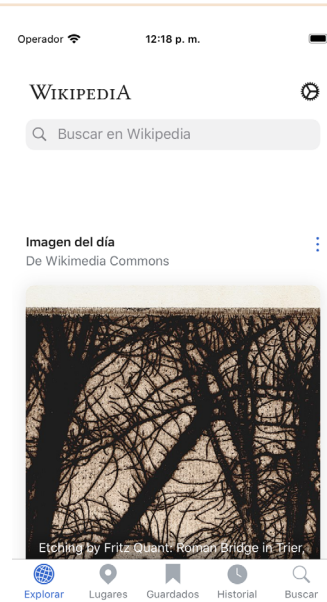 Operador
12:18 p. m.
WIKIPEDIA
Buscar en Wikipedia
Imagen del día
De Wikimedia Commons
Etching by Fritz Quant: Roman Bridge in Trier,
Explorar
Lugares
Guardados
Historial
Buscar